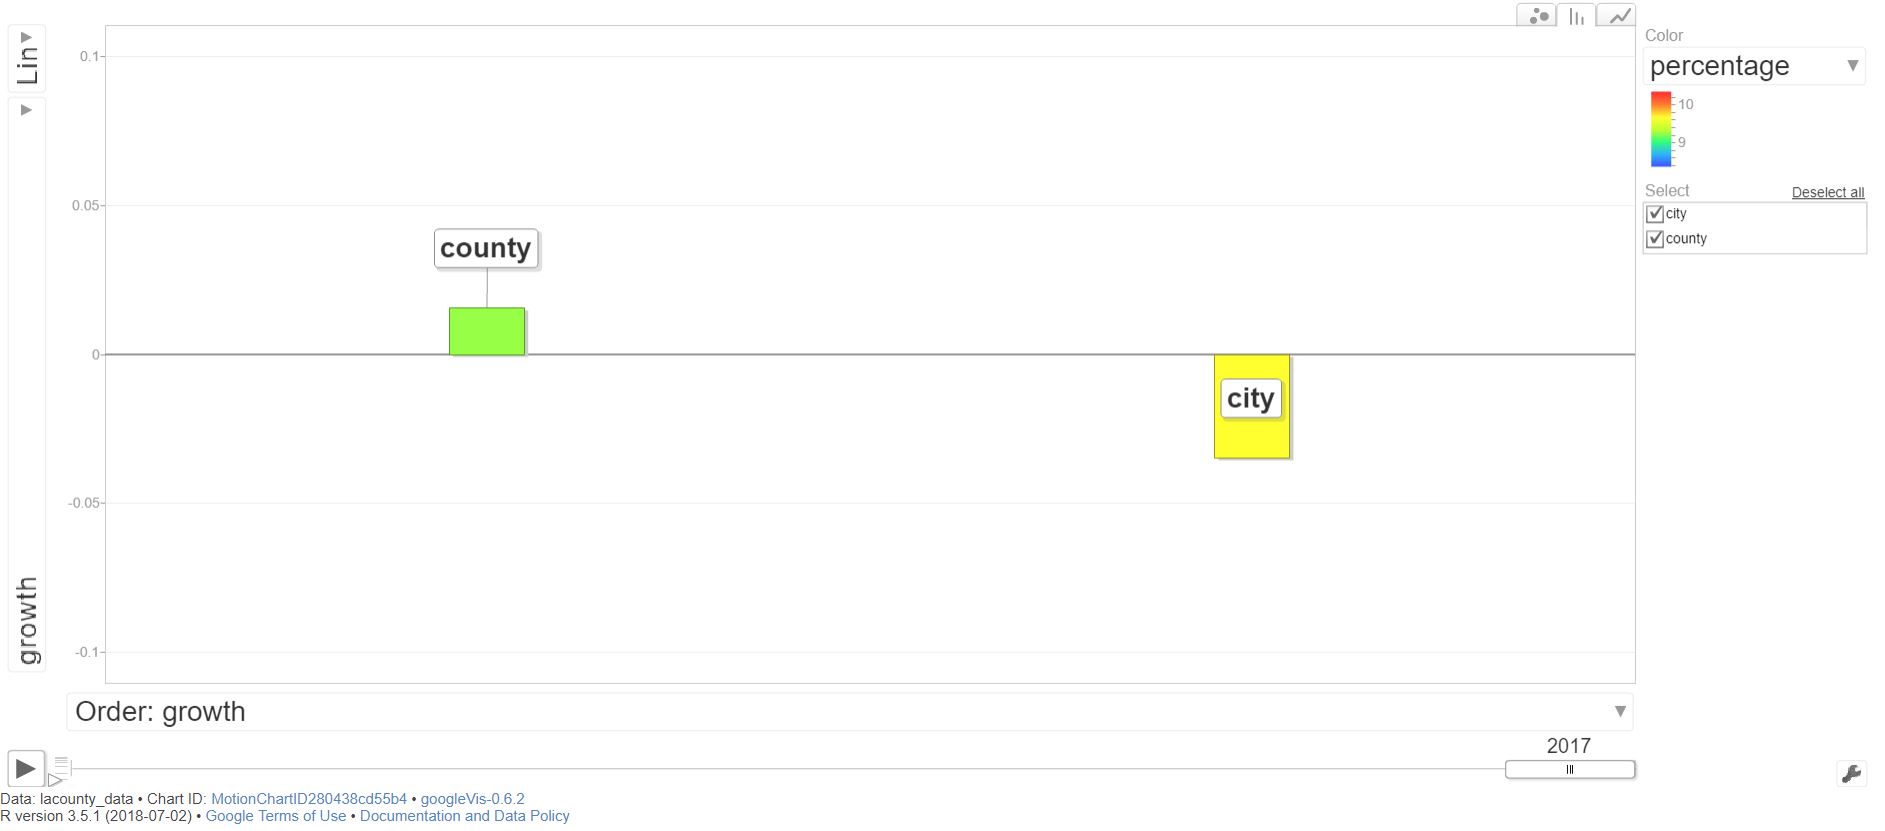 Lin
growth
0.1
0.05
0
-0.05
-0.1
county
city
Color
percentage
10
9
Select Deselect all
city
county
Order: growth
2017
Data: lacounty_data • Chart ID: MotionChartID280438cd55b4 • googleVis-0.6.2
R version 3.5.1 (2018-07-02) • Google Terms of Use • Documentation and Data Policy